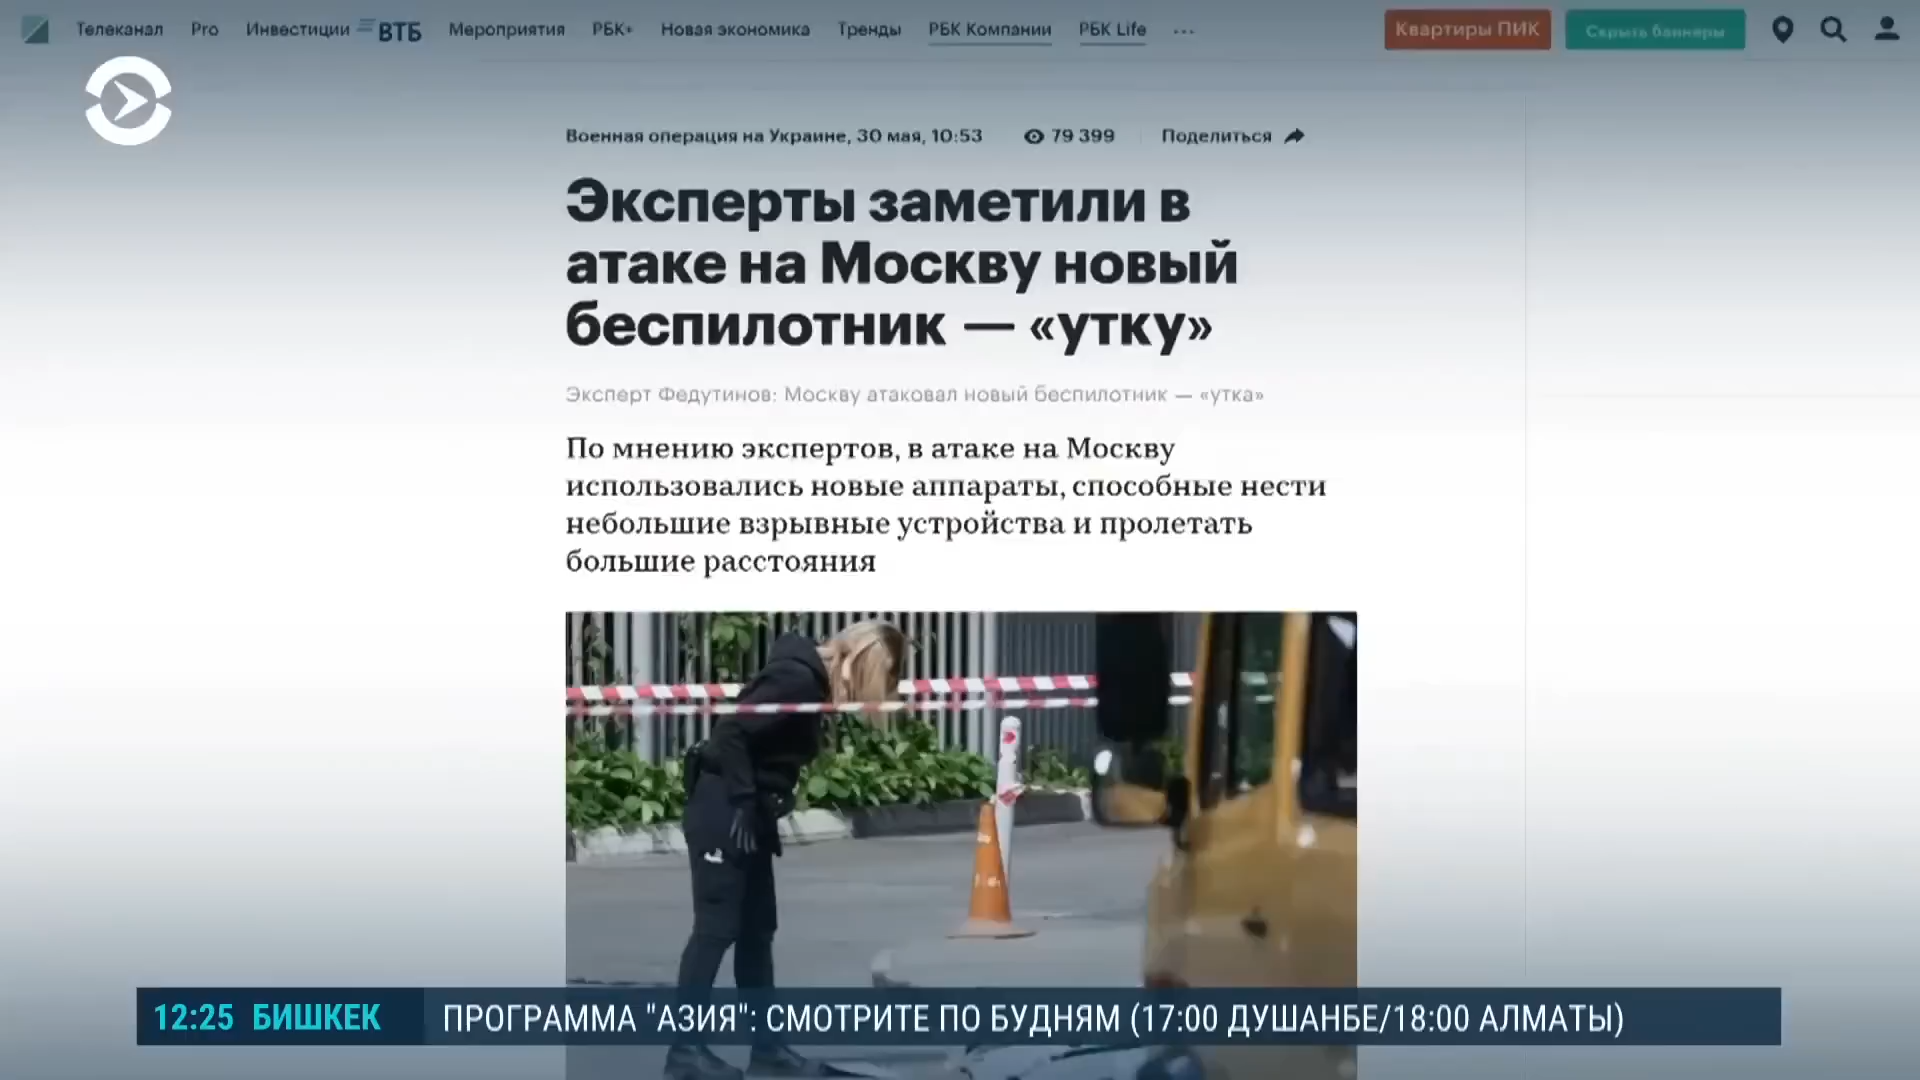 Телеканал Pro Инвестиции ВТБ Мероприятия РБК+ Новая экономика Тренды РБК Компании РБК Life ... Квартиры ПИК Скрыть баннеры
Военная операция на Украине, 30 мая, 10:53 79 399 Поделиться
Эксперты заметили в
атаке на Москву новый
беспилотник — «утку»
Эксперт Федутинов: Москву атаковал новый беспилотник — «утка»
По мнению экспертов, в атаке на Москву
использовались новые аппараты, способные нести
небольшие взрывные устройства и пролетать
большие расстояния
12:25 БИШКЕК ПРОГРАММА "АЗИЯ": СМОТРИТЕ ПО БУДНЯМ (17:00 ДУШАНБЕ/18:00 АЛМАТЫ)